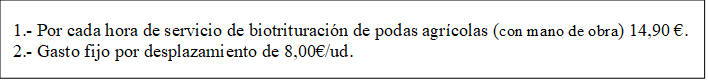 1.- Por cada hora de servicio de biotrituración de podas agrícolas (con mano de obra) 14,90 €.
2.- Gasto fijo por desplazamiento de 8,00€/ud.